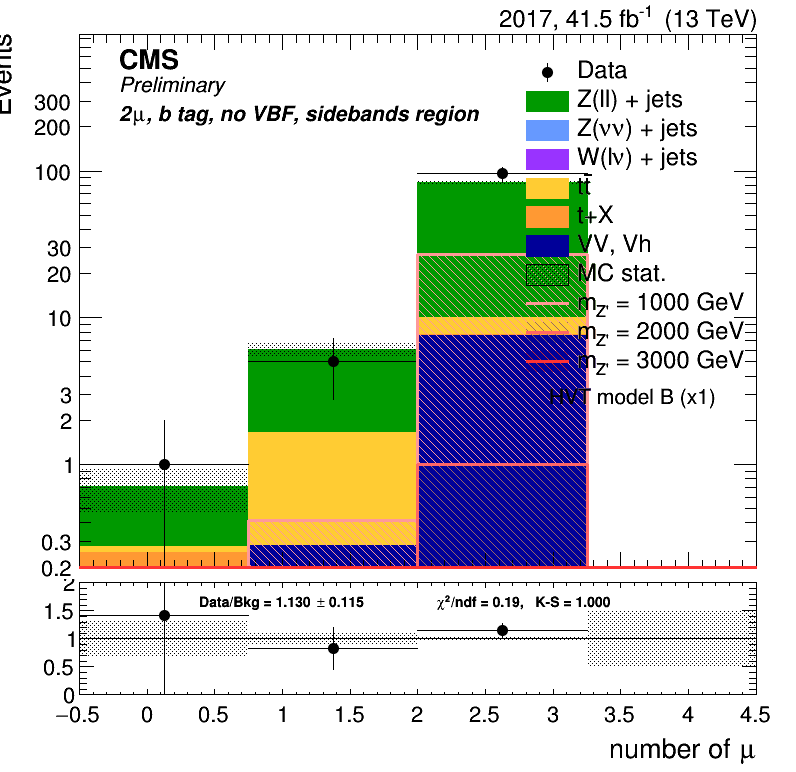 2017, 41.5 fb⁻¹ (13 TeV)
Events
CMS
Preliminary
2μ, b tag, no VBF, sidebands region
Data
Z(ll) + jets
Z(νν) + jets
W(lν) + jets
tt
t+X
VV, Vh
MC stat.
m_Z' = 1000 GeV
m_Z' = 2000 GeV
m_Z' = 3000 GeV
HVT model B (x1)
300
200
100
30
20
10
3
2
1
0.3
0.2
2
1.5
1
0.5
0
Data/Bkg = 1.130 ± 0.115
χ²/ndf = 0.19, K-S = 1.000
−0.5 0 0.5 1 1.5 2 2.5 3 3.5 4 4.5
number of μ